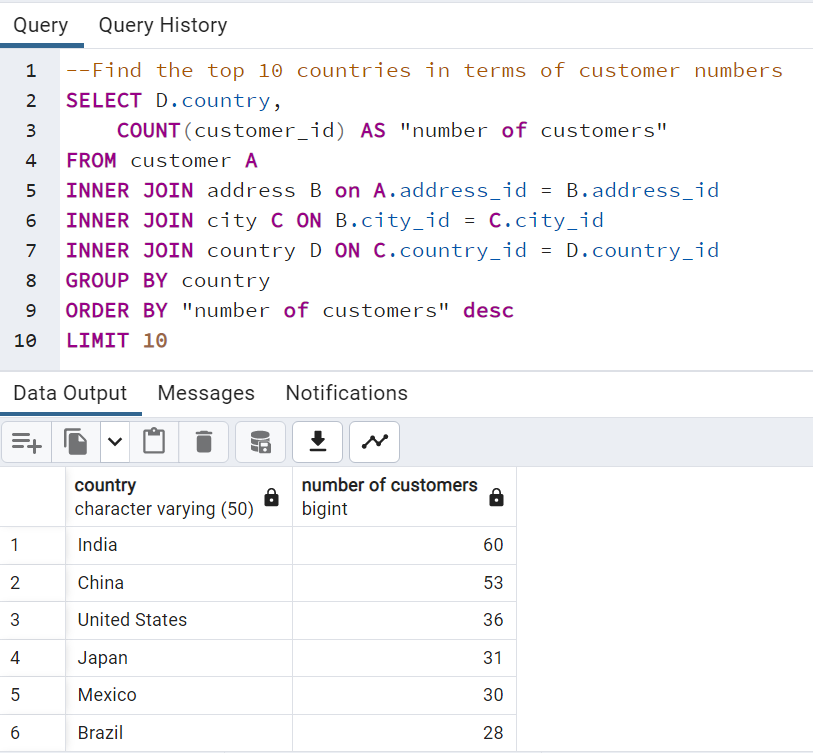 Query Query History
1 --Find the top 10 countries in terms of customer numbers
2 SELECT D.country,
3 COUNT(customer_id) AS "number of customers"
4 FROM customer A
5 INNER JOIN address B on A.address_id = B.address_id
6 INNER JOIN city C ON B.city_id = C.city_id
7 INNER JOIN country D ON C.country_id = D.country_id
8 GROUP BY country
9 ORDER BY "number of customers" desc
10 LIMIT 10
Data Output Messages Notifications
country number of customers
character varying (50) bigint
1 India 60
2 China 53
3 United States 36
4 Japan 31
5 Mexico 30
6 Brazil 28